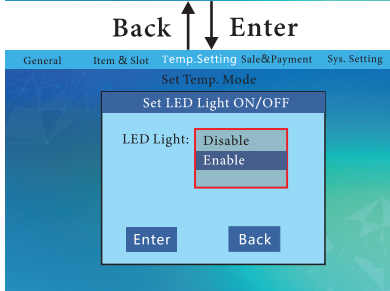 Back Enter
General Item & Slot Temp.Setting Sale&Payment Sys. Setting
Set Temp. Mode
Set LED Light ON/OFF
LED Light: Disable
Enable
Enter Back